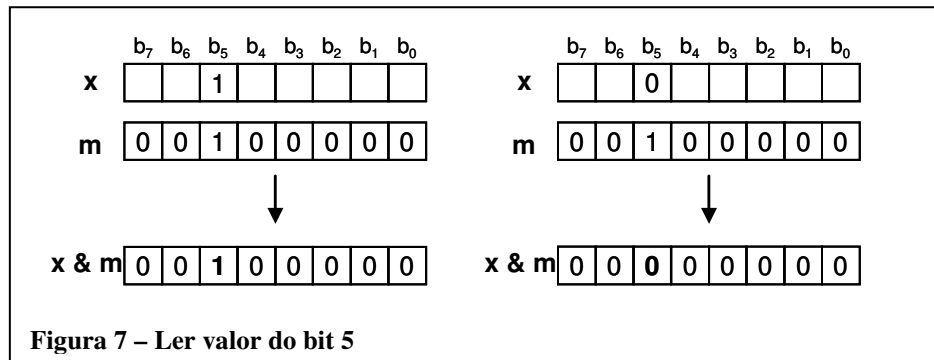 b7 b6 b5 b4 b3 b2 b1 b0 b7 b6 b5 b4 b3 b2 b1 b0
x 1 x 0
m 0 0 1 0 0 0 0 0 m 0 0 1 0 0 0 0 0
x & m 0 0 1 0 0 0 0 0 x & m 0 0 0 0 0 0 0 0
Figura 7 – Ler valor do bit 5